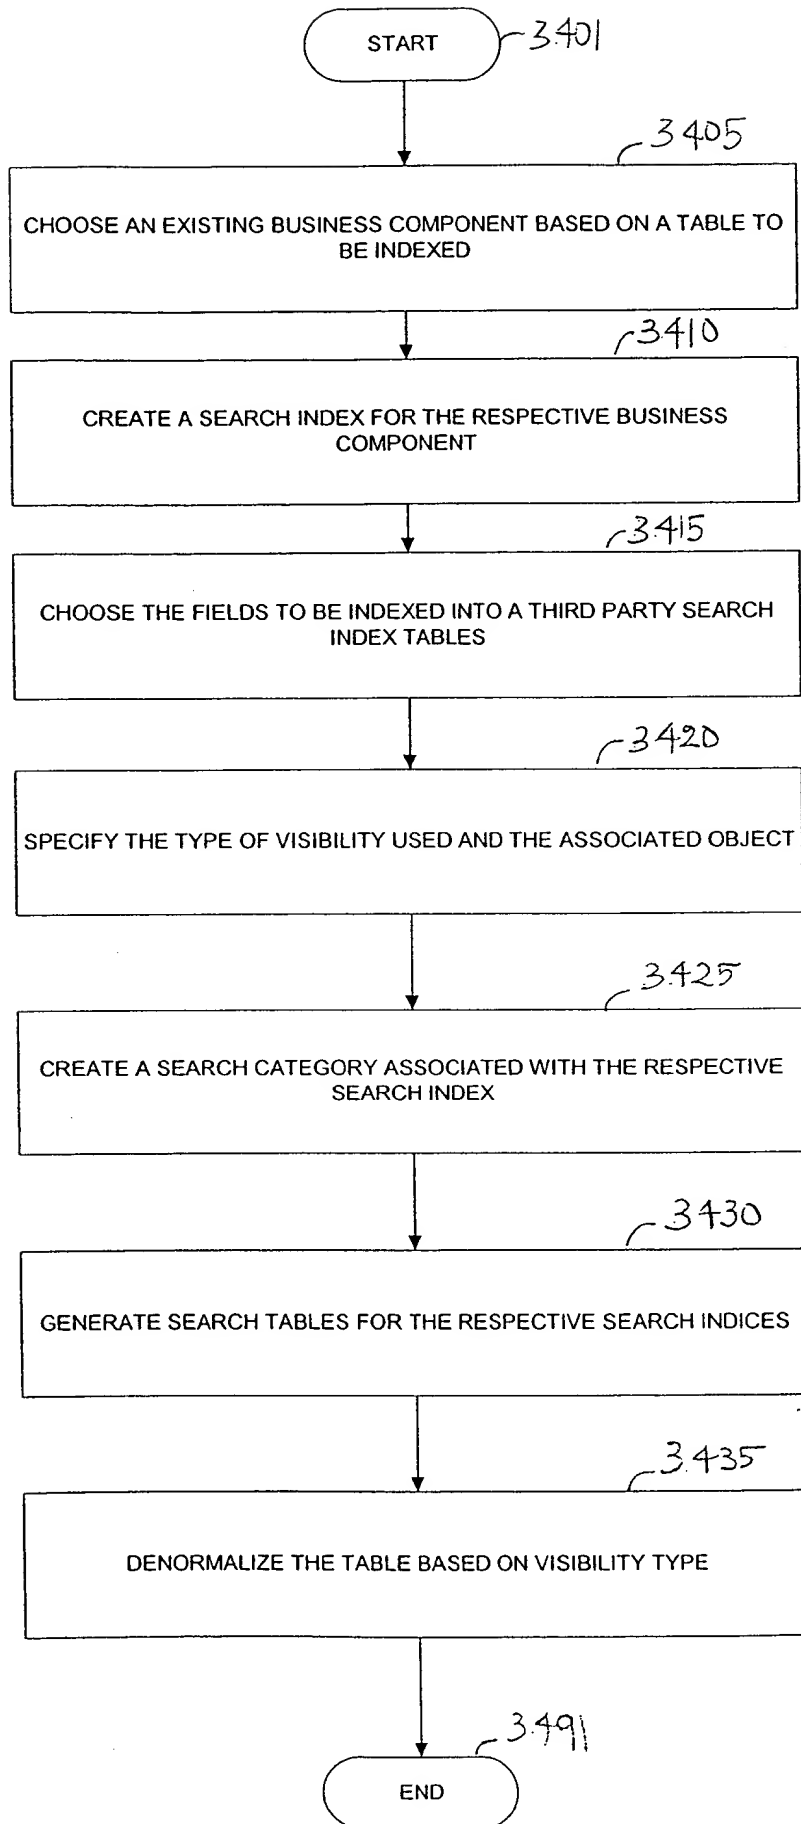 START
3401
3405
CHOOSE AN EXISTING BUSINESS COMPONENT BASED ON A TABLE TO
BE INDEXED
3410
CREATE A SEARCH INDEX FOR THE RESPECTIVE BUSINESS
COMPONENT
3415
CHOOSE THE FIELDS TO BE INDEXED INTO A THIRD PARTY SEARCH
INDEX TABLES
3420
SPECIFY THE TYPE OF VISIBILITY USED AND THE ASSOCIATED OBJECT
3425
CREATE A SEARCH CATEGORY ASSOCIATED WITH THE RESPECTIVE
SEARCH INDEX
3430
GENERATE SEARCH TABLES FOR THE RESPECTIVE SEARCH INDICES
3435
DENORMALIZE THE TABLE BASED ON VISIBILITY TYPE
3491
END